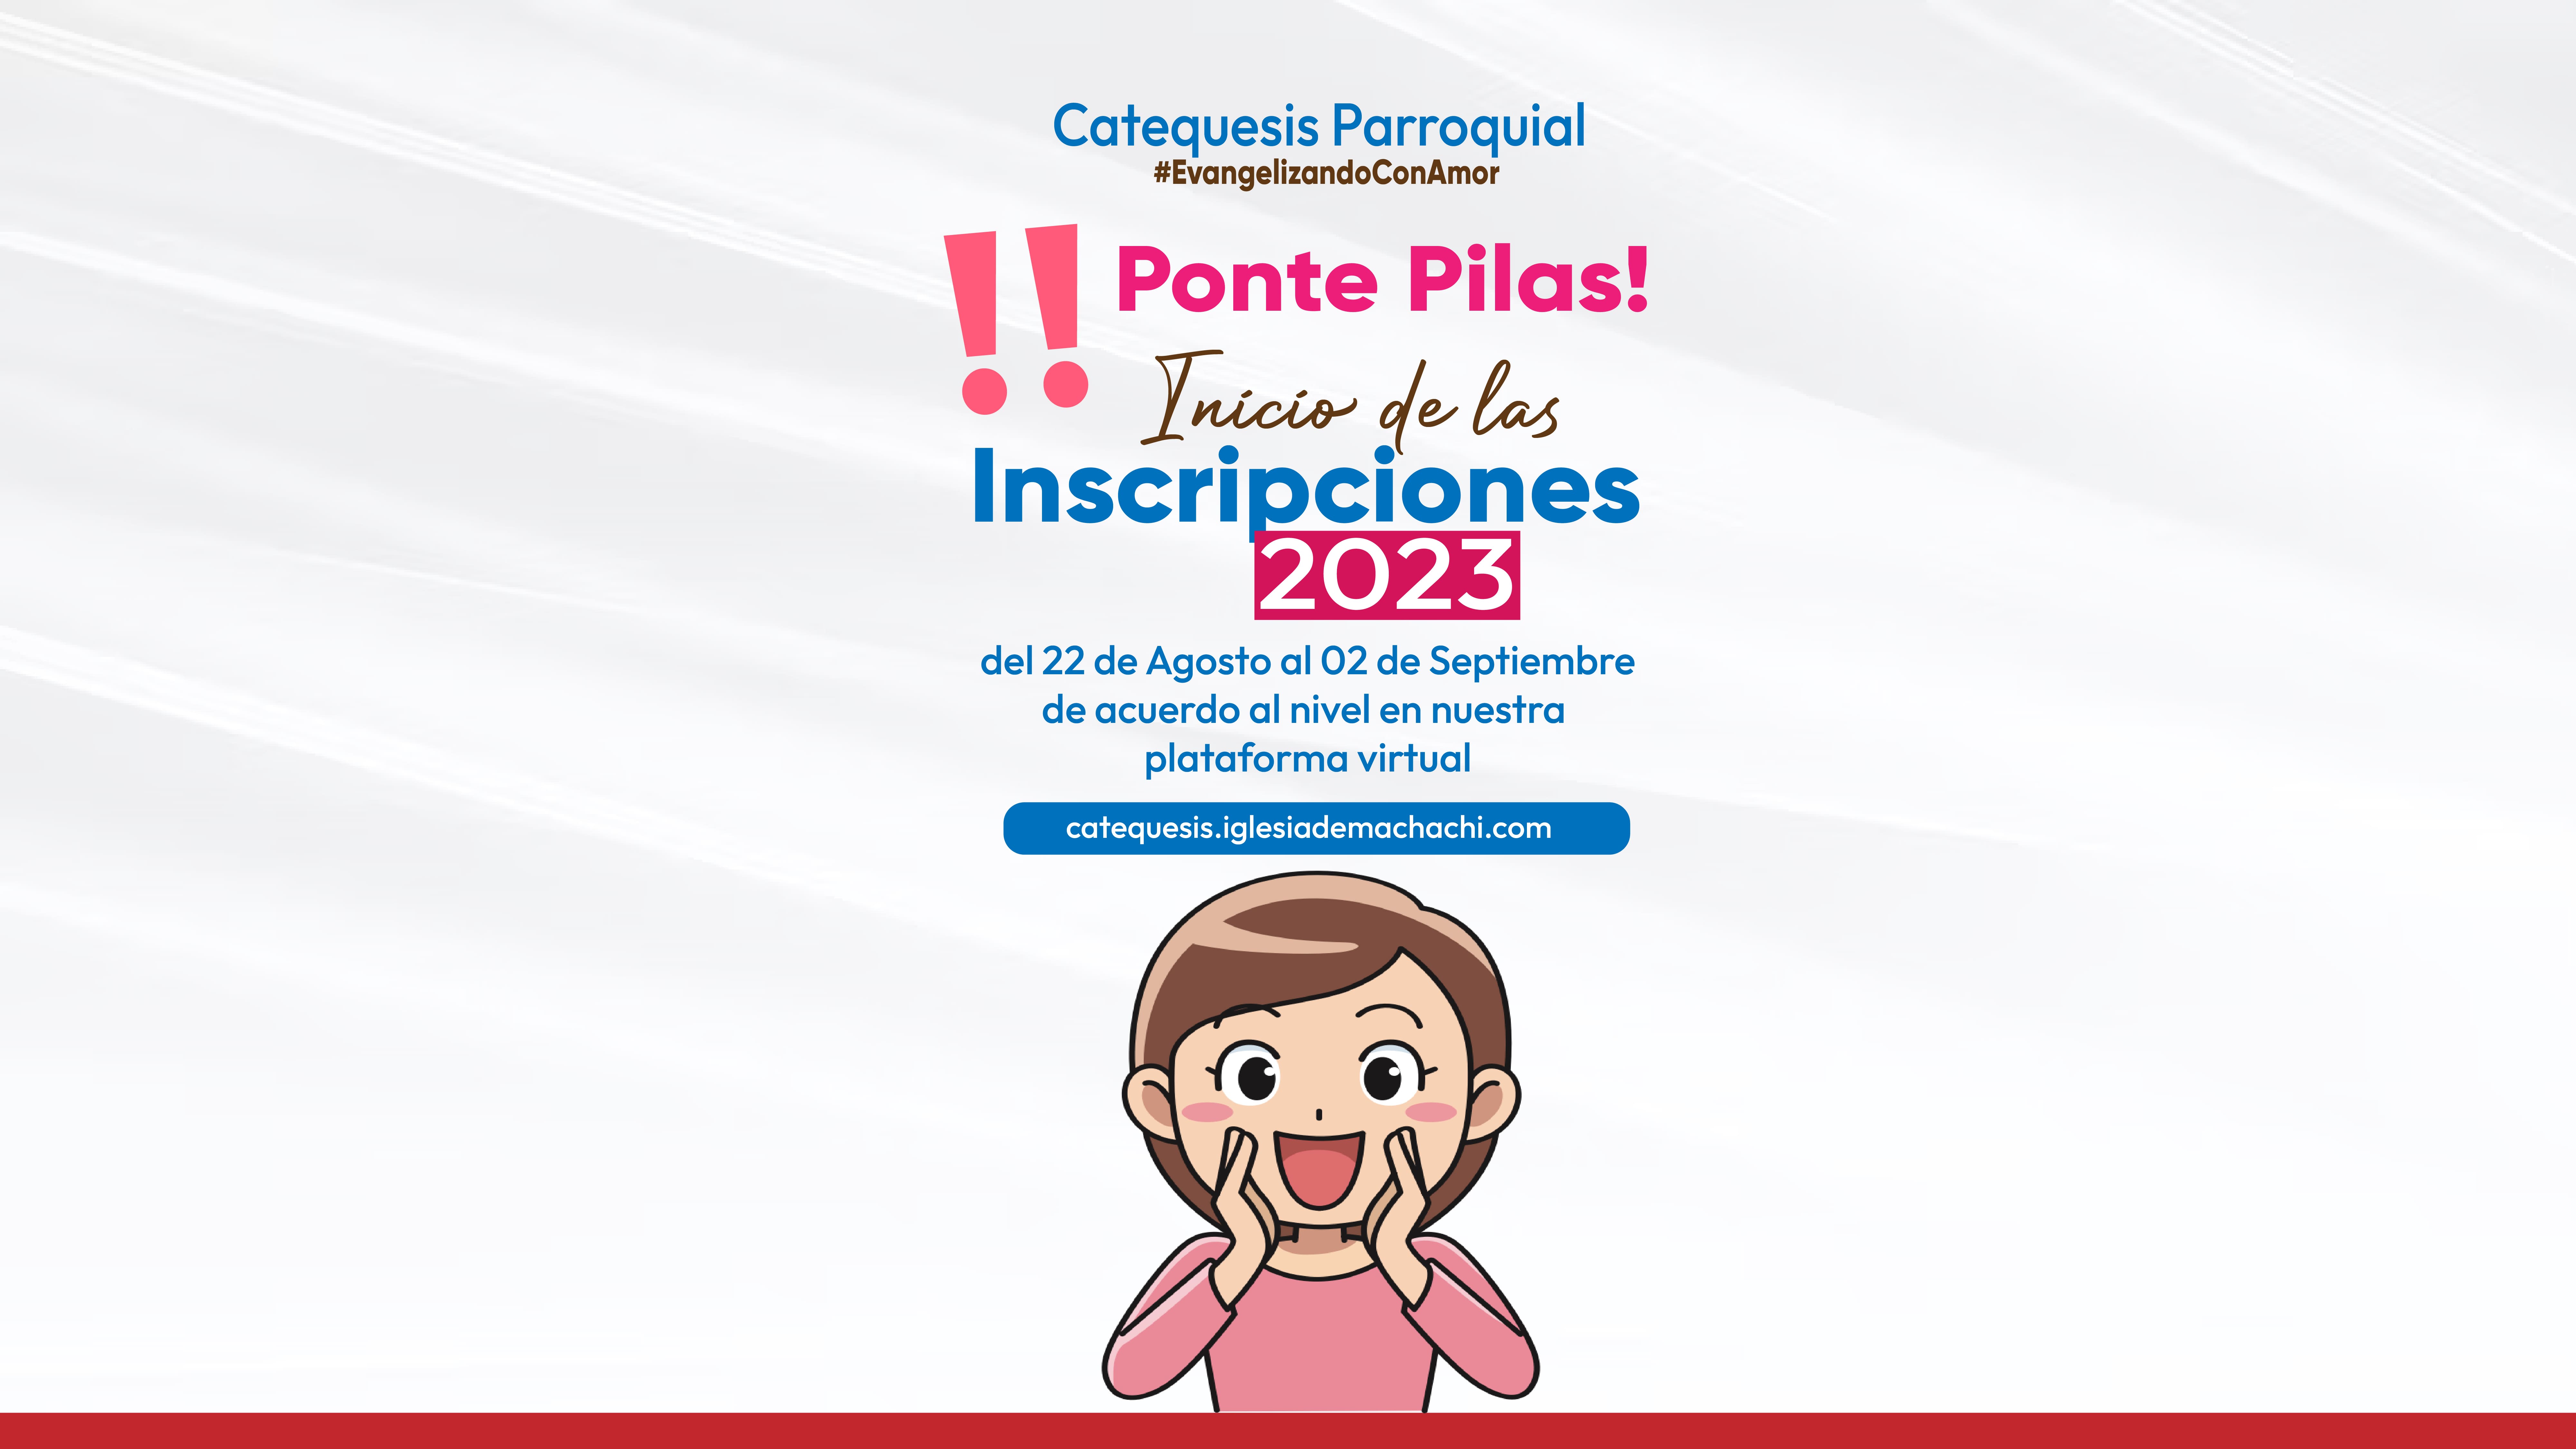 Catequesis Parroquial
#EvangelizandoConAmor
!! Ponte Pilas!
Inicio de las
Inscripciones
2023
del 22 de Agosto al 02 de Septiembre
de acuerdo al nivel en nuestra
plataforma virtual
catequesis.iglesiademachachi.com